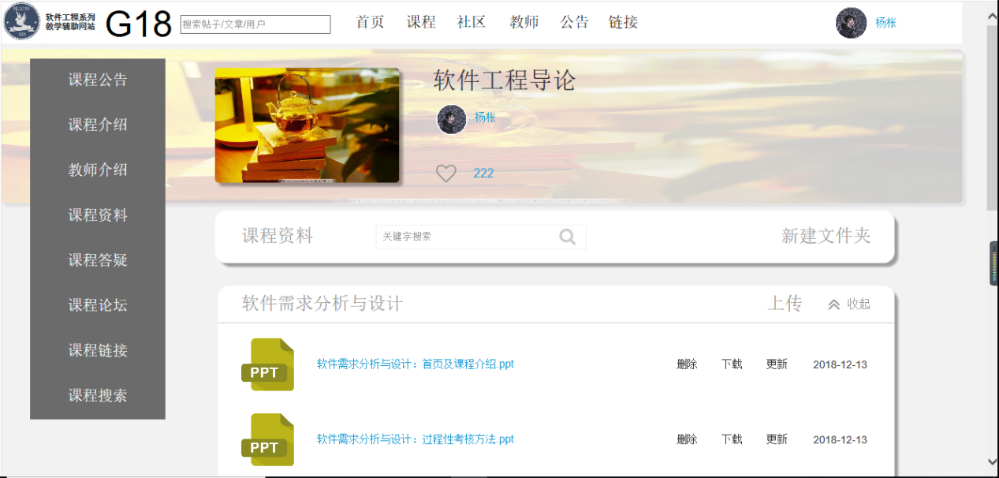 软件工程系列
教学辅助网站
G18
搜索帖子/文章/用户
首页
课程
社区
教师
公告
链接
杨枨
课程公告
课程介绍
教师介绍
课程资料
课程答疑
课程论坛
课程链接
课程搜索
软件工程导论
杨枨
222
课程资料
关键字搜索
新建文件夹
软件需求分析与设计
上传
收起
PPT
软件需求分析与设计：首页及课程介绍.ppt
删除
下载
更新
2018-12-13
PPT
软件需求分析与设计：过程性考核方法.ppt
删除
下载
更新
2018-12-13